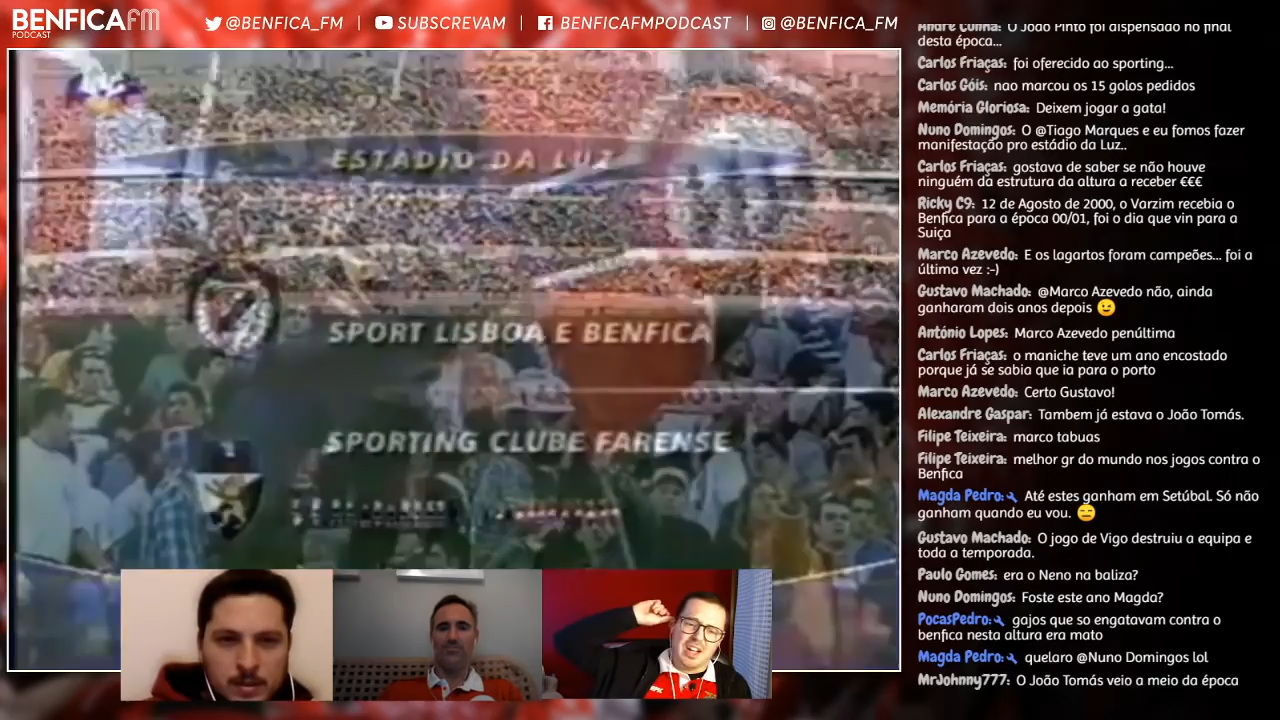 BENFICAFM
PODCAST
@BENFICA_FM | SUBSCREVAM | BENFICAFMPODCAST | @BENFICA_FM
ESTADIO DA LUZ
SPORT LISBOA E BENFICA
SPORTING CLUBE FARENSE
André Cunha: O João Pinto foi dispensado no final
desta época...
Carlos Friaças: foi oferecido ao sporting...
Carlos Góis: nao marcou os 15 golos pedidos
Memória Gloriosa: Deixem jogar a gata!
Nuno Domingos: O @Tiago Marques e eu fomos fazer
manifestação pro estádio da Luz..
Carlos Friaças: gostava de saber se não houve
ninguém da estrutura da altura a receber €€€
Ricky C9: 12 de Agosto de 2000, o Varzim recebia o
Benfica para a época 00/01, foi o dia que vin para a
Suiça
Marco Azevedo: E os lagartos foram campeões... foi a
última vez :-)
Gustavo Machado: @Marco Azevedo não, ainda
ganharam dois anos depois 😉
António Lopes: Marco Azevedo penúltima
Carlos Friaças: o maniche teve um ano encostado
porque já se sabia que ia para o porto
Marco Azevedo: Certo Gustavo!
Alexandre Gaspar: Tambem já estava o João Tomás.
Filipe Teixeira: marco tabuas
Filipe Teixeira: melhor gr do mundo nos jogos contra o
Benfica
Magda Pedro: Até estes ganham em Setúbal. Só não
ganham quando eu vou. 😑
Gustavo Machado: O jogo de Vigo destruiu a equipa e
toda a temporada.
Paulo Gomes: era o Neno na baliza?
Nuno Domingos: Foste este ano Magda?
PocasPedro: gajos que so engatavam contra o
benfica nesta altura era mato
Magda Pedro: quelaro @Nuno Domingos lol
MrJohnny777: O João Tomás veio a meio da época